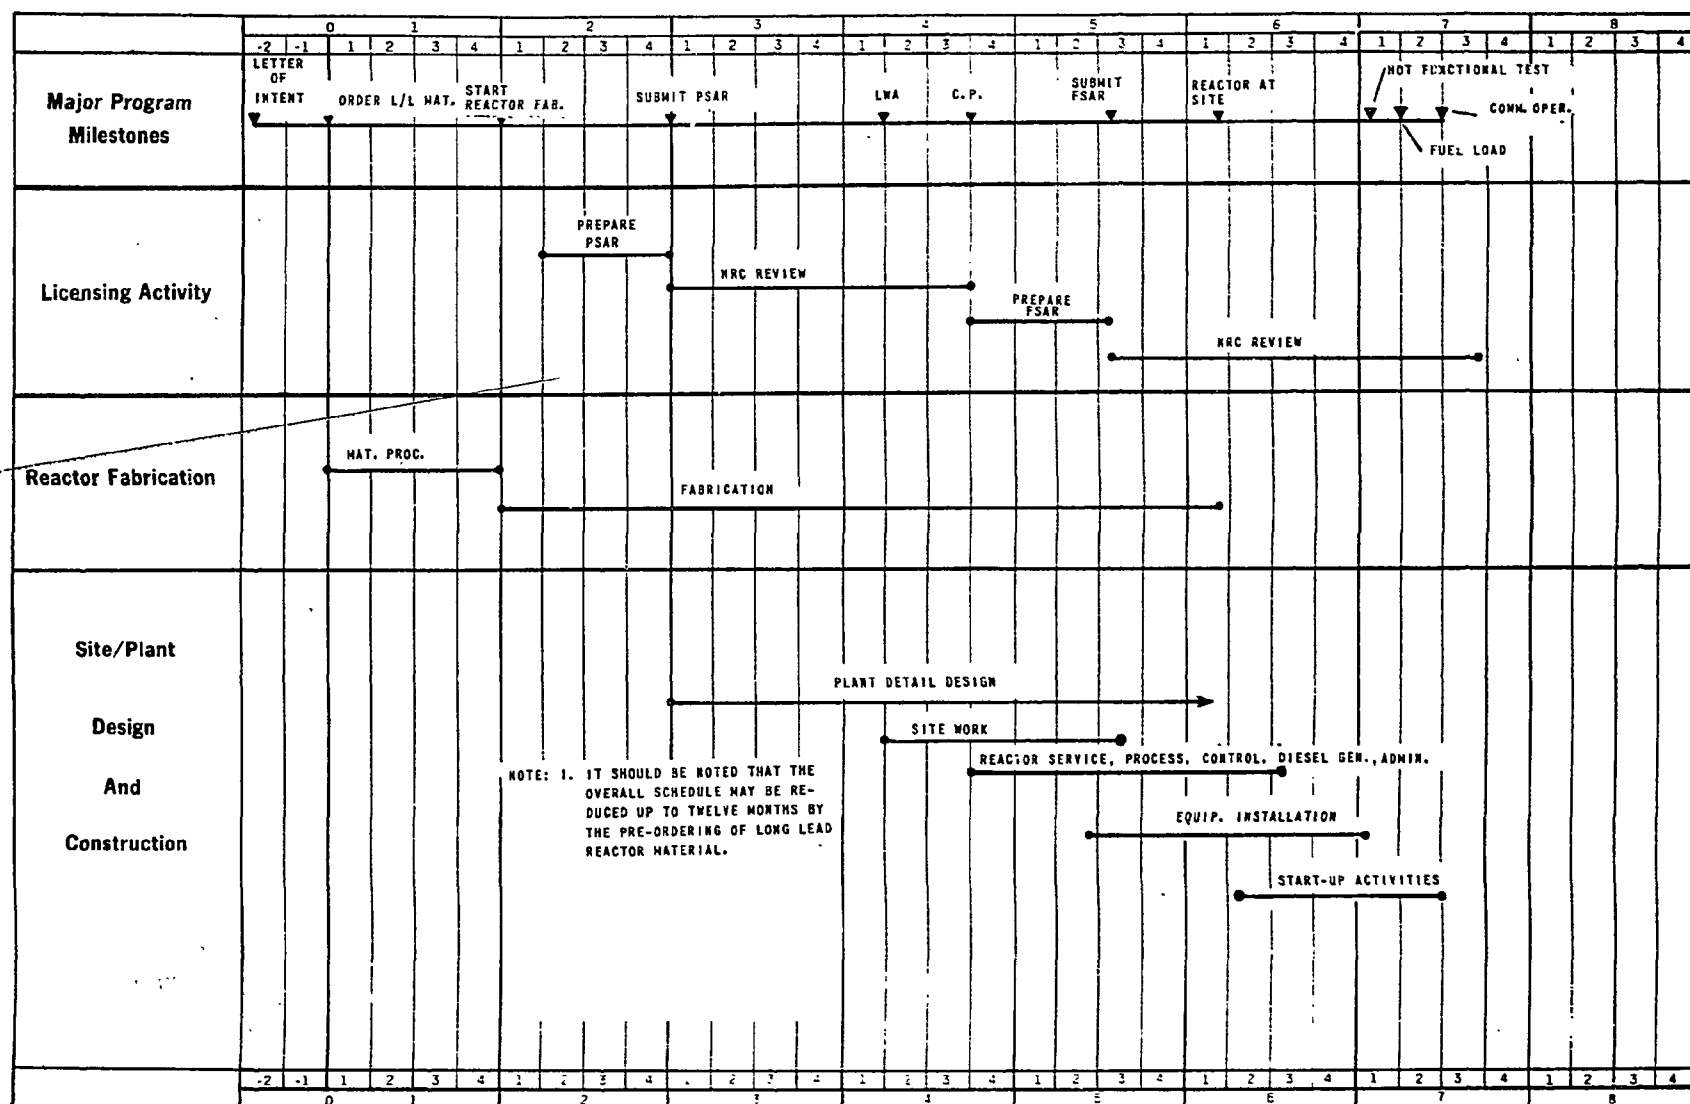 0 1 2 3 4 5 6 7 8
-2 -1 1 2 3 4 1 2 3 4 1 2 3 4 1 2 3 4 1 2 3 4 1 2 3 4 1 2 3 4 1 2 3 4
Major Program
Milestones
LETTER
OF
INTENT
ORDER L/L MAT.
START
REACTOR FAB.
SUBMIT PSAR
LWA
C.P.
SUBMIT
FSAR
REACTOR AT
SITE
HOT FUNCTIONAL TEST
COMM. OPER.
FUEL LOAD
Licensing Activity
PREPARE
PSAR
NRC REVIEW
PREPARE
FSAR
NRC REVIEW
Reactor Fabrication
MAT. PROC.
FABRICATION
Site/Plant
Design
And
Construction
PLANT DETAIL DESIGN
SITE WORK
REACTOR SERVICE, PROCESS, CONTROL, DIESEL GEN., ADMIN.
EQUIP. INSTALLATION
START-UP ACTIVITIES
NOTE: 1. IT SHOULD BE NOTED THAT THE
OVERALL SCHEDULE MAY BE RE-
DUCED UP TO TWELVE MONTHS BY
THE PRE-ORDERING OF LONG LEAD
REACTOR MATERIAL.
-2 -1 1 2 3 4 1 2 3 4 1 2 3 4 1 2 3 4 1 2 3 4 1 2 3 4 1 2 3 4 1 2 3 4
0 1 2 3 4 5 6 7 8